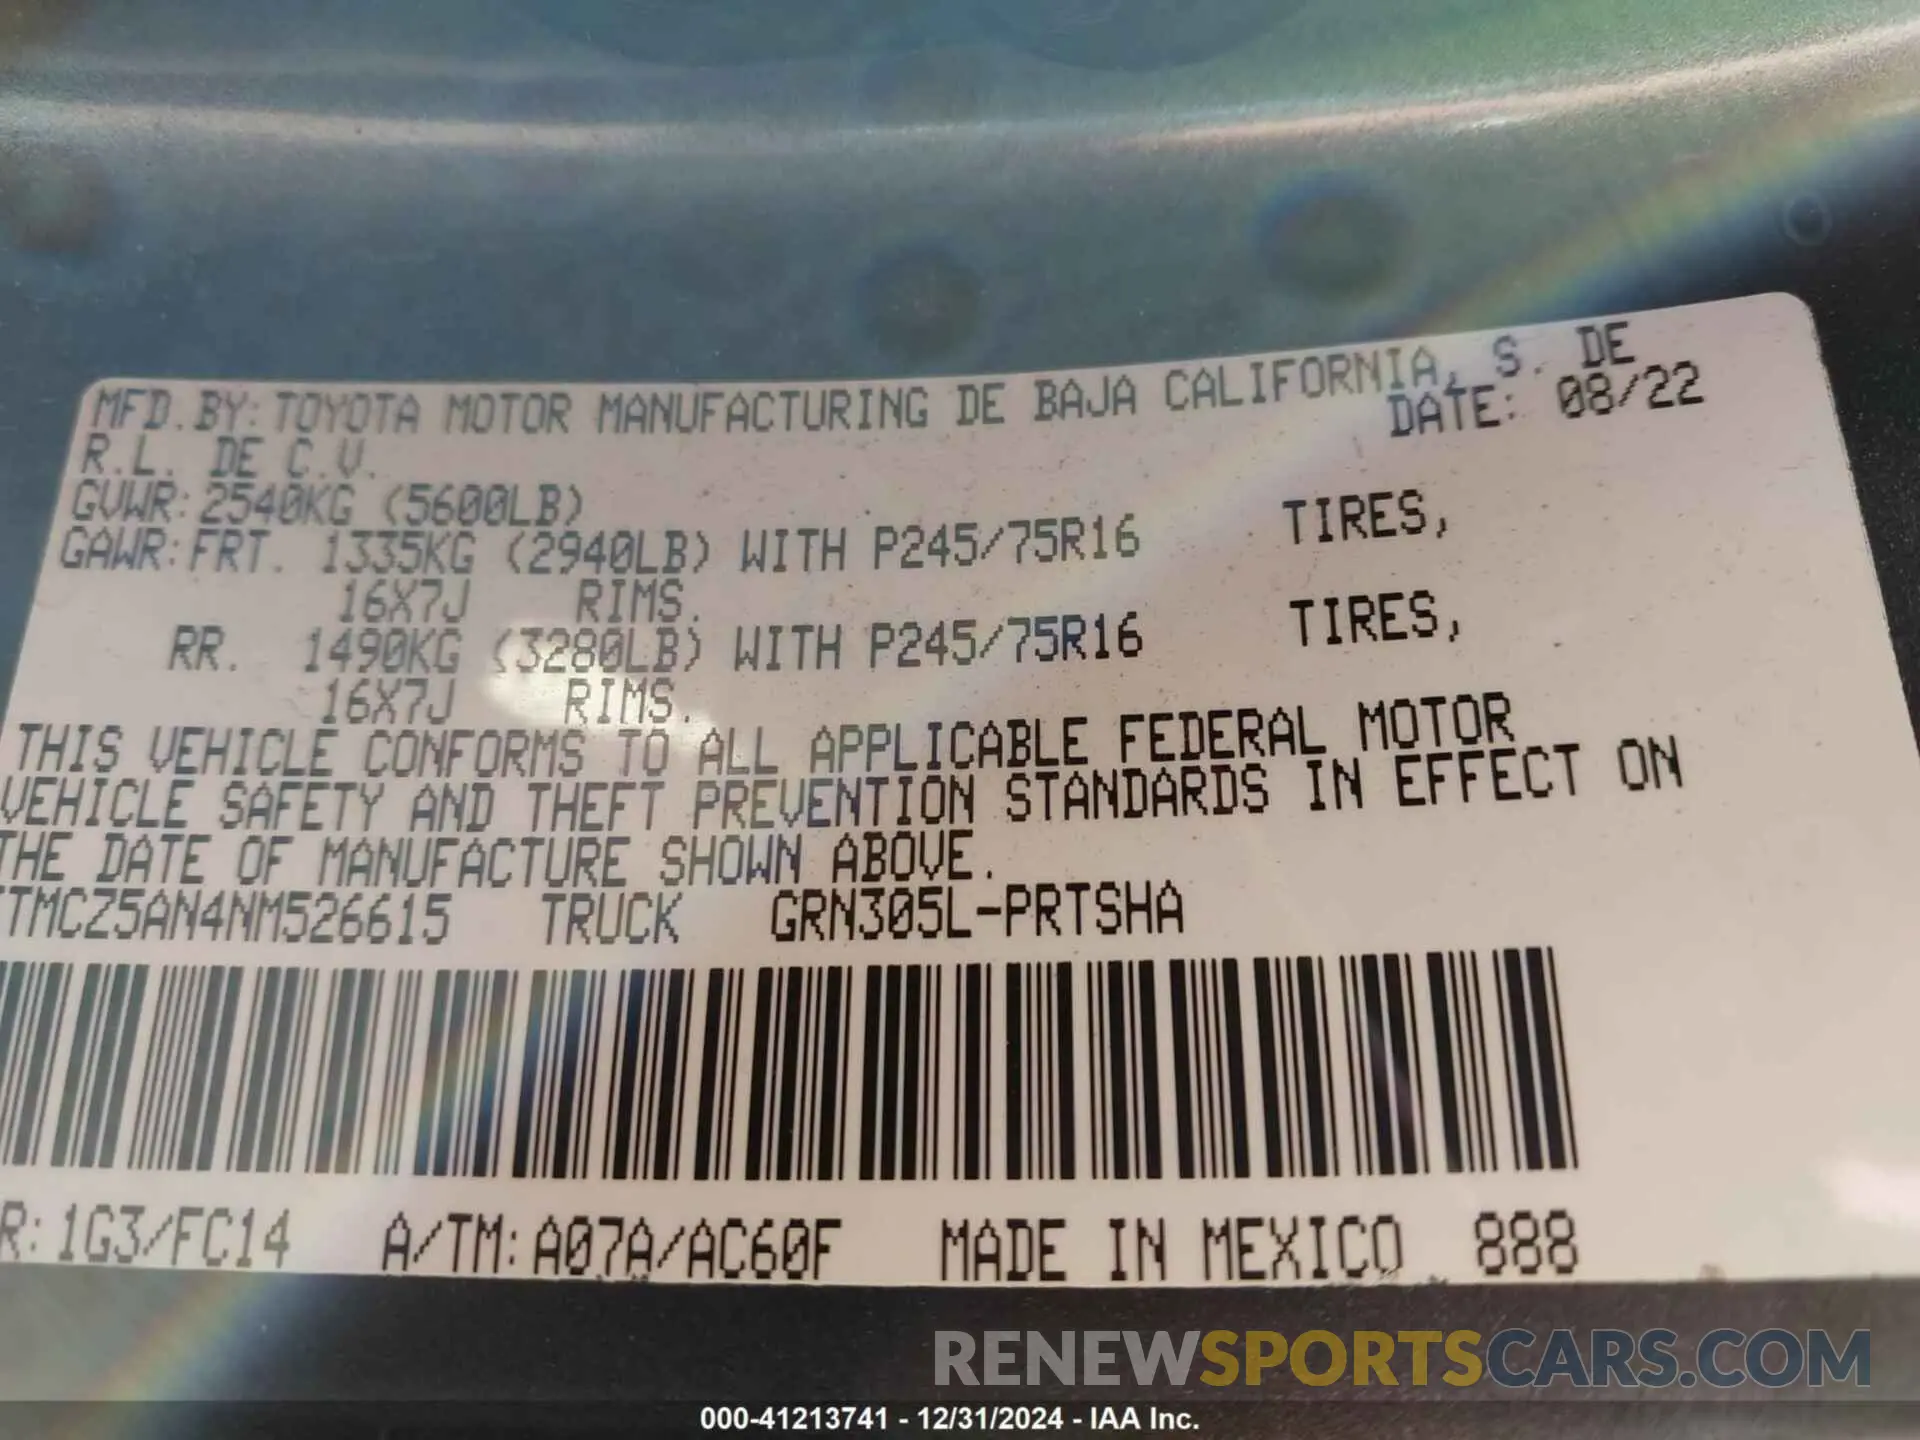 MFD.BY:TOYOTA MOTOR MANUFACTURING DE BAJA CALIFORNIA, S. DE
R.L. DE C.V. DATE: 08/22
GVWR:2540KG (5600LB)
GAWR:FRT. 1335KG (2940LB) WITH P245/75R16 TIRES,
16X7J RIMS.
RR. 1490KG (3280LB) WITH P245/75R16 TIRES,
16X7J RIMS.
THIS VEHICLE CONFORMS TO ALL APPLICABLE FEDERAL MOTOR
VEHICLE SAFETY AND THEFT PREVENTION STANDARDS IN EFFECT ON
THE DATE OF MANUFACTURE SHOWN ABOVE.
TMCZ5AN4NM526615 TRUCK GRN305L-PRTSHA
R:1G3/FC14 A/TM:A07A/AC60F MADE IN MEXICO 888
RENEWSPORTSCARS.COM
000-41213741 - 12/31/2024 - IAA Inc.